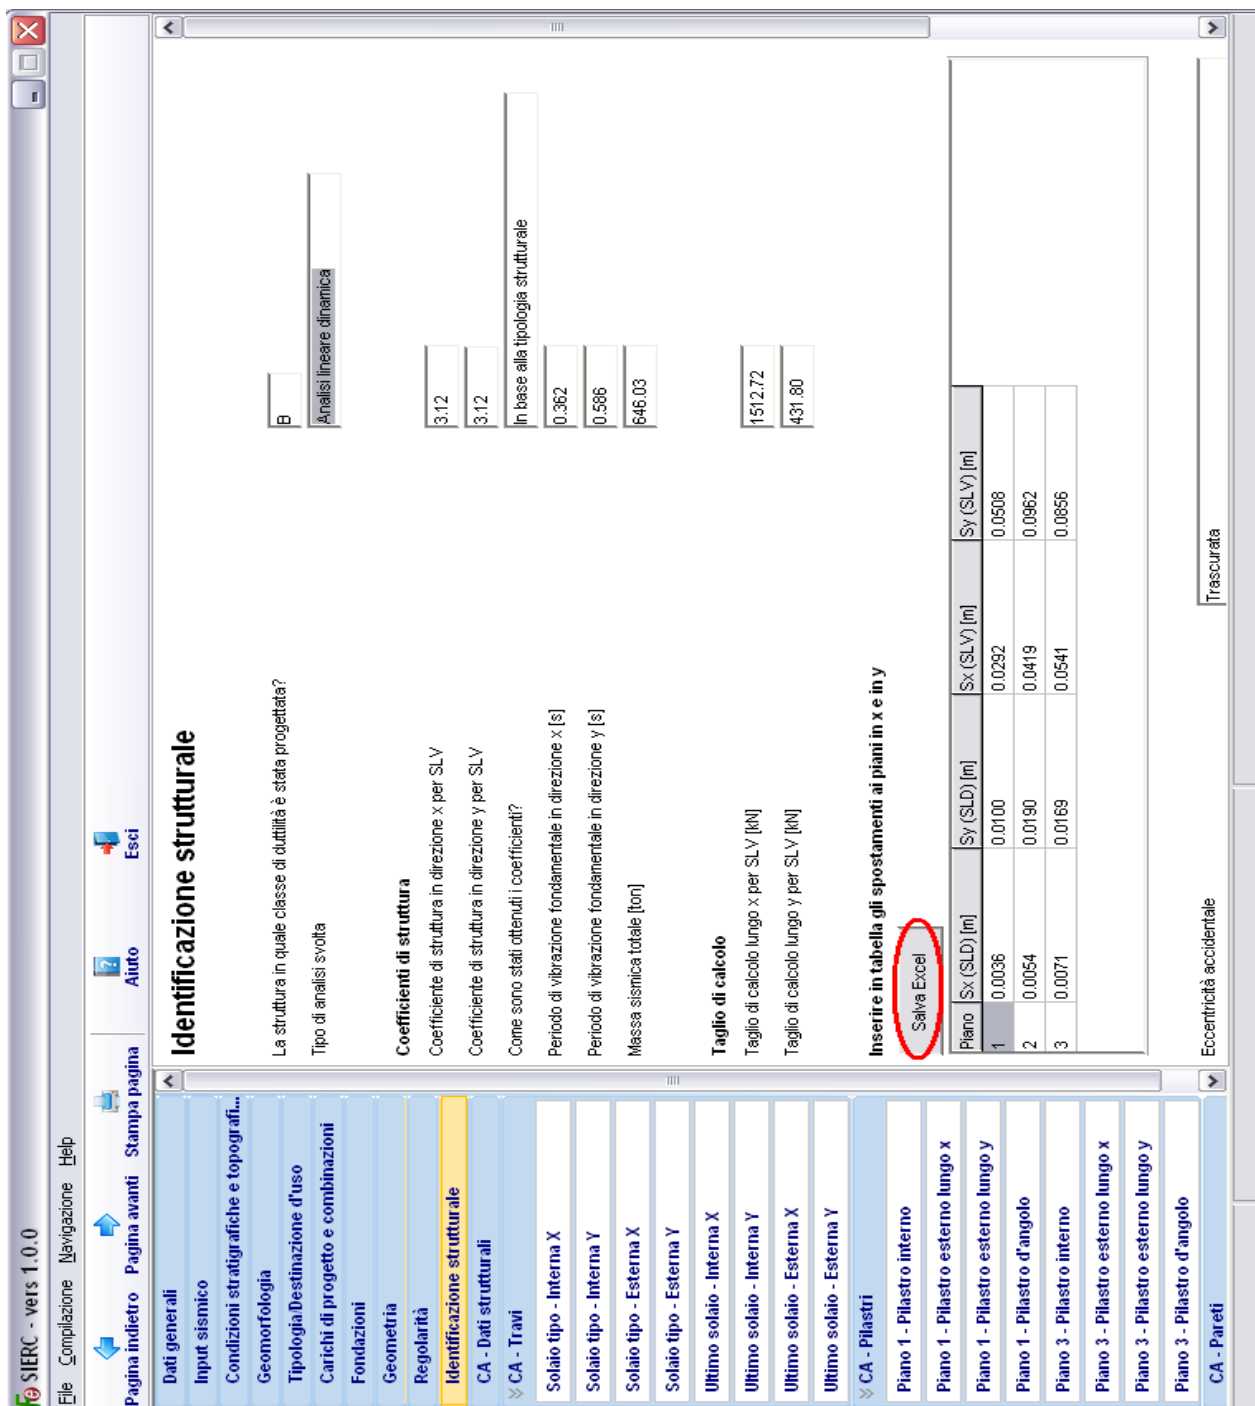 SIERC - vers 1.0.0
File Compilazione Navigazione Help
Pagina indietro Pagina avanti Stampa pagina Aiuto Esci
Dati generali
Input sismico
Condizioni stratigrafiche e topografi...
Geomorfologia
Tipologia/Destinazione d'uso
Carichi di progetto e combinazioni
Fondazioni
Geometria
Regolarità
Identificazione strutturale
CA - Dati strutturali
CA - Travi
Solaio tipo - Interna X
Solaio tipo - Interna Y
Solaio tipo - Esterna X
Solaio tipo - Esterna Y
Ultimo solaio - Interna X
Ultimo solaio - Interna Y
Ultimo solaio - Esterna X
Ultimo solaio - Esterna Y
CA - Pilastri
Piano 1 - Pilastro interno
Piano 1 - Pilastro esterno lungo x
Piano 1 - Pilastro esterno lungo y
Piano 1 - Pilastro d'angolo
Piano 3 - Pilastro interno
Piano 3 - Pilastro esterno lungo x
Piano 3 - Pilastro esterno lungo y
Piano 3 - Pilastro d'angolo
CA - Pareti
Identificazione strutturale
La struttura in quale classe di duttilità è stata progettata? B
Tipo di analisi svolta Analisi lineare dinamica
Coefficienti di struttura
Coefficiente di struttura in direzione x per SLV 3.12
Coefficiente di struttura in direzione y per SLV 3.12
Come sono stati ottenuti i coefficienti? In base alla tipologia strutturale
Periodo di vibrazione fondamentale in direzione x [s] 0.362
Periodo di vibrazione fondamentale in direzione y [s] 0.586
Massa sismica totale [ton] 646.03
Taglio di calcolo
Taglio di calcolo lungo x per SLV [kN] 1512.72
Taglio di calcolo lungo y per SLV [kN] 431.80
Inserire in tabella gli spostamenti ai piani in x e in y
Salva Excel
Piano Sx (SLD) [m] Sy (SLD) [m] Sx (SLV) [m] Sy (SLV) [m]
1 0.0036 0.0100 0.0292 0.0508
2 0.0054 0.0190 0.0419 0.0962
3 0.0071 0.0169 0.0541 0.0856
Eccentricità accidentale Trascurata